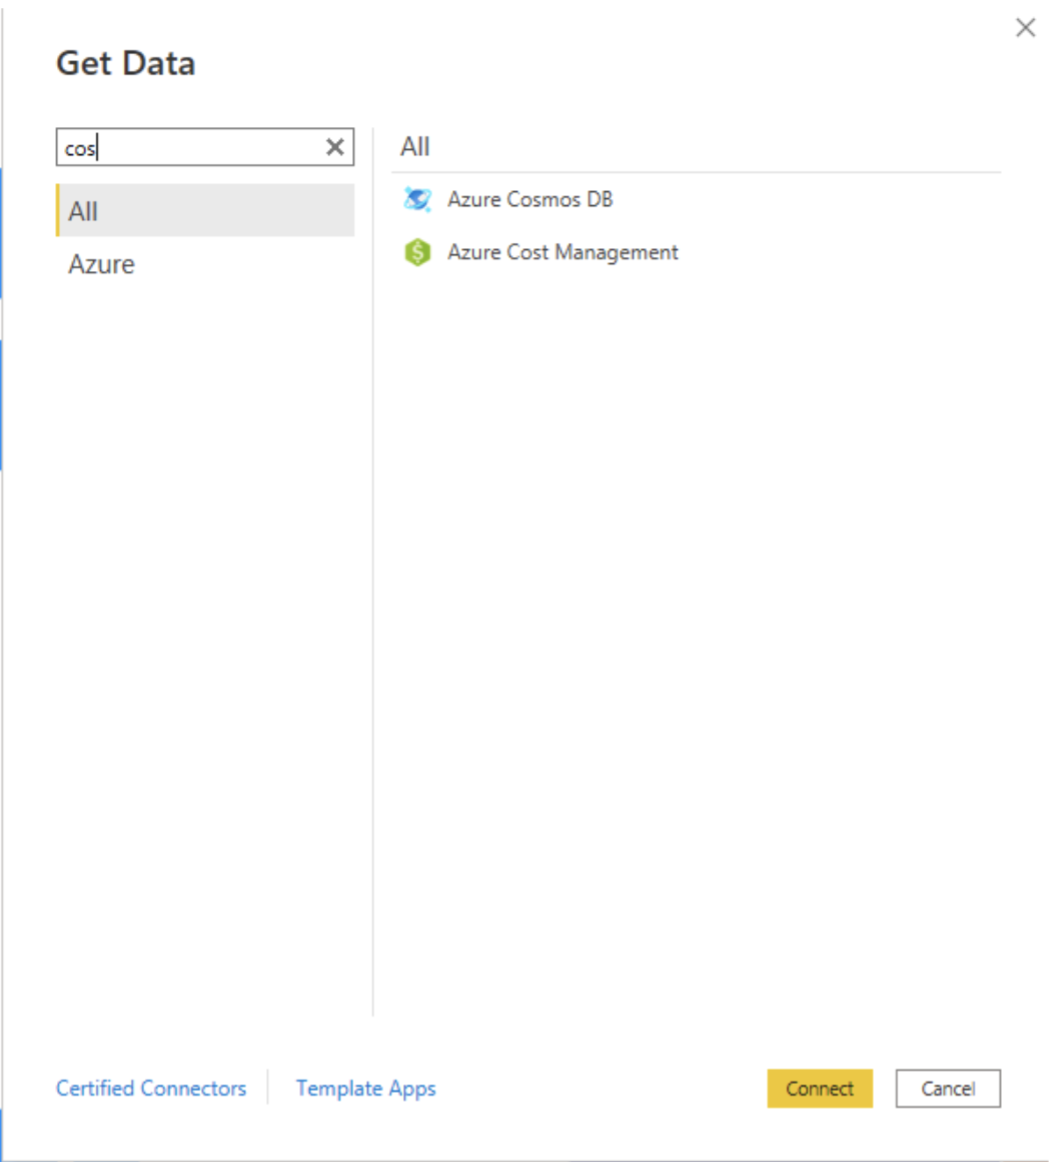 Get Data
cos
All
Azure
All
Azure Cosmos DB
$ Azure Cost Management
Certified Connectors
Template Apps
Connect
Cancel